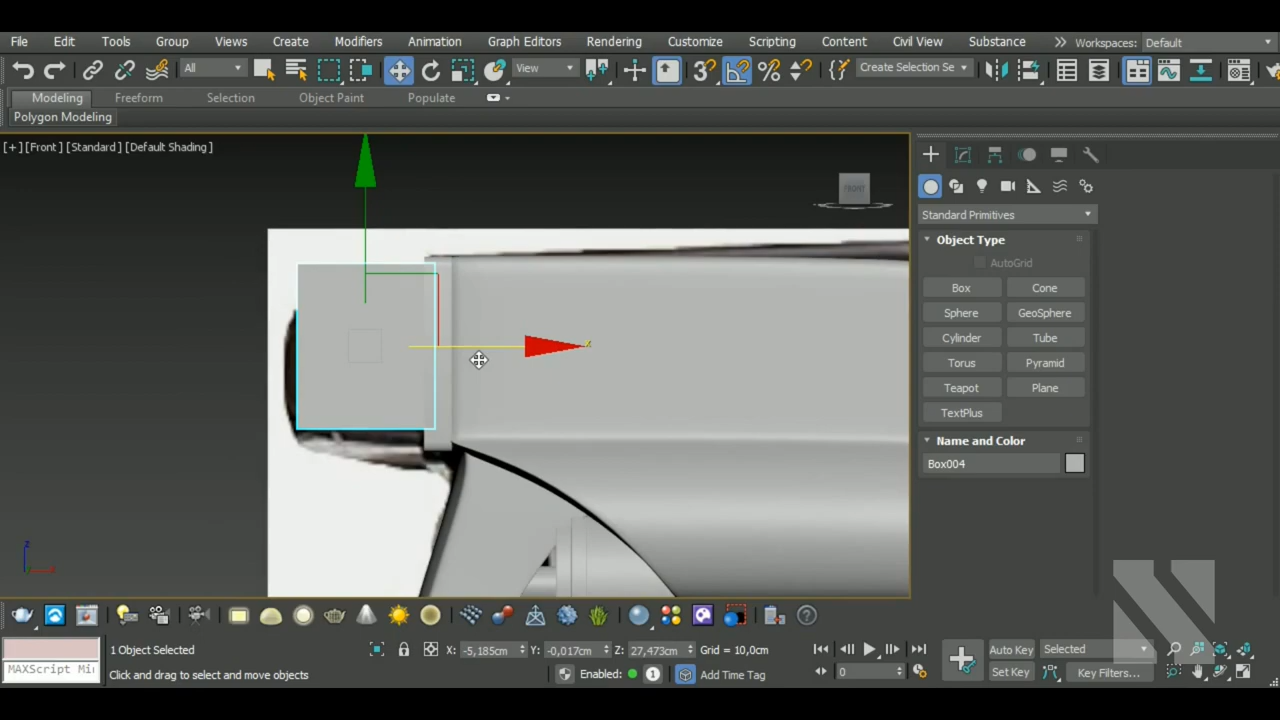 File Edit Tools Group Views Create Modifiers Animation Graph Editors Rendering Customize Scripting Content Civil View Substance Workspaces: Default
All View Create Selection Se
Modeling Freeform Selection Object Paint Populate
Polygon Modeling
[+] [Front] [Standard] [Default Shading]
FRONT
Standard Primitives
Object Type
AutoGrid
Box Cone
Sphere GeoSphere
Cylinder Tube
Torus Pyramid
Teapot Plane
TextPlus
Name and Color
Box004
1 Object Selected X: -5,185cm Y: -0,017cm Z: 27,473cm Grid = 10,0cm Auto Key Selected
MAXScript Mi
Click and drag to select and move objects Enabled: 1 Add Time Tag 0 Set Key Key Filters...